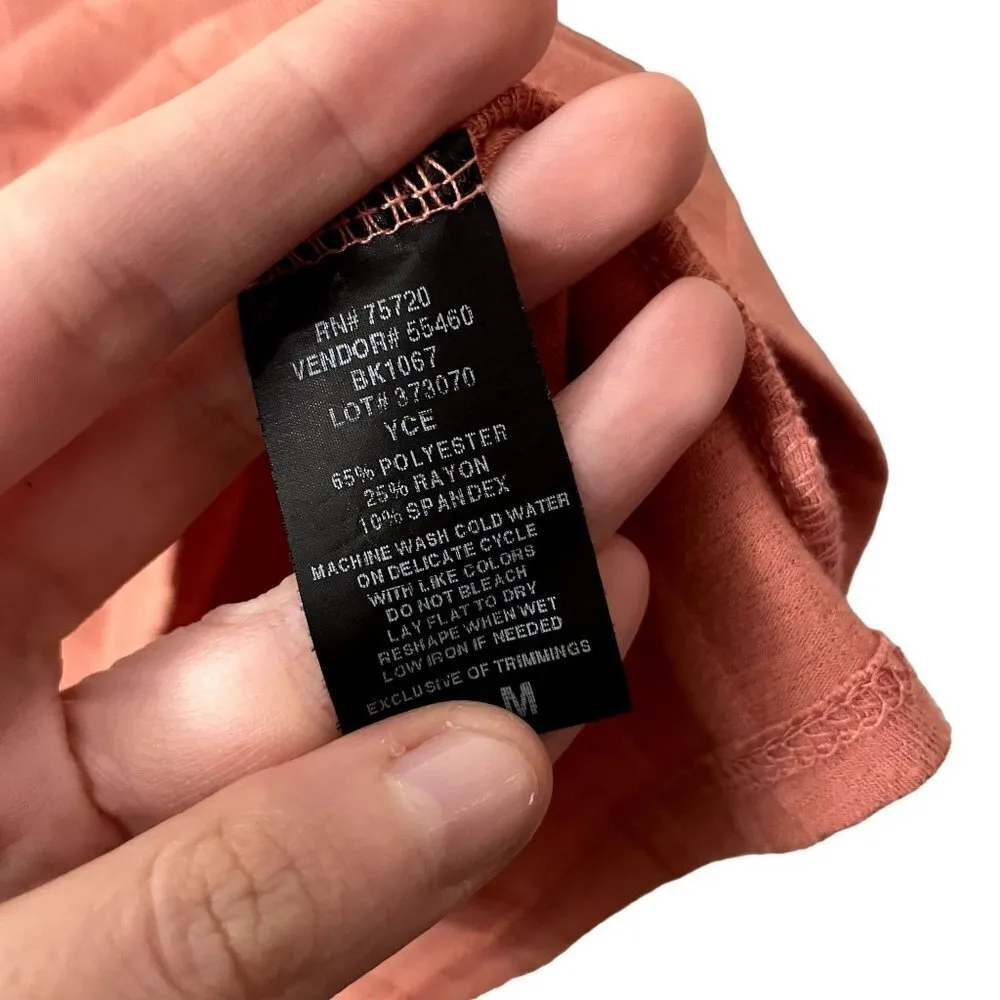 RN# 75720
VENDOR# 55460
BK1067
LOT# 373070
YCE
65% POLYESTER
25% RAYON
10% SPANDEX
MACHINE WASH COLD WATER
ON DELICATE CYCLE
WITH LIKE COLORS
DO NOT BLEACH
LAY FLAT TO DRY
RESHAPE WHEN WET
LOW IRON IF NEEDED
EXCLUSIVE OF TRIMMINGS
M